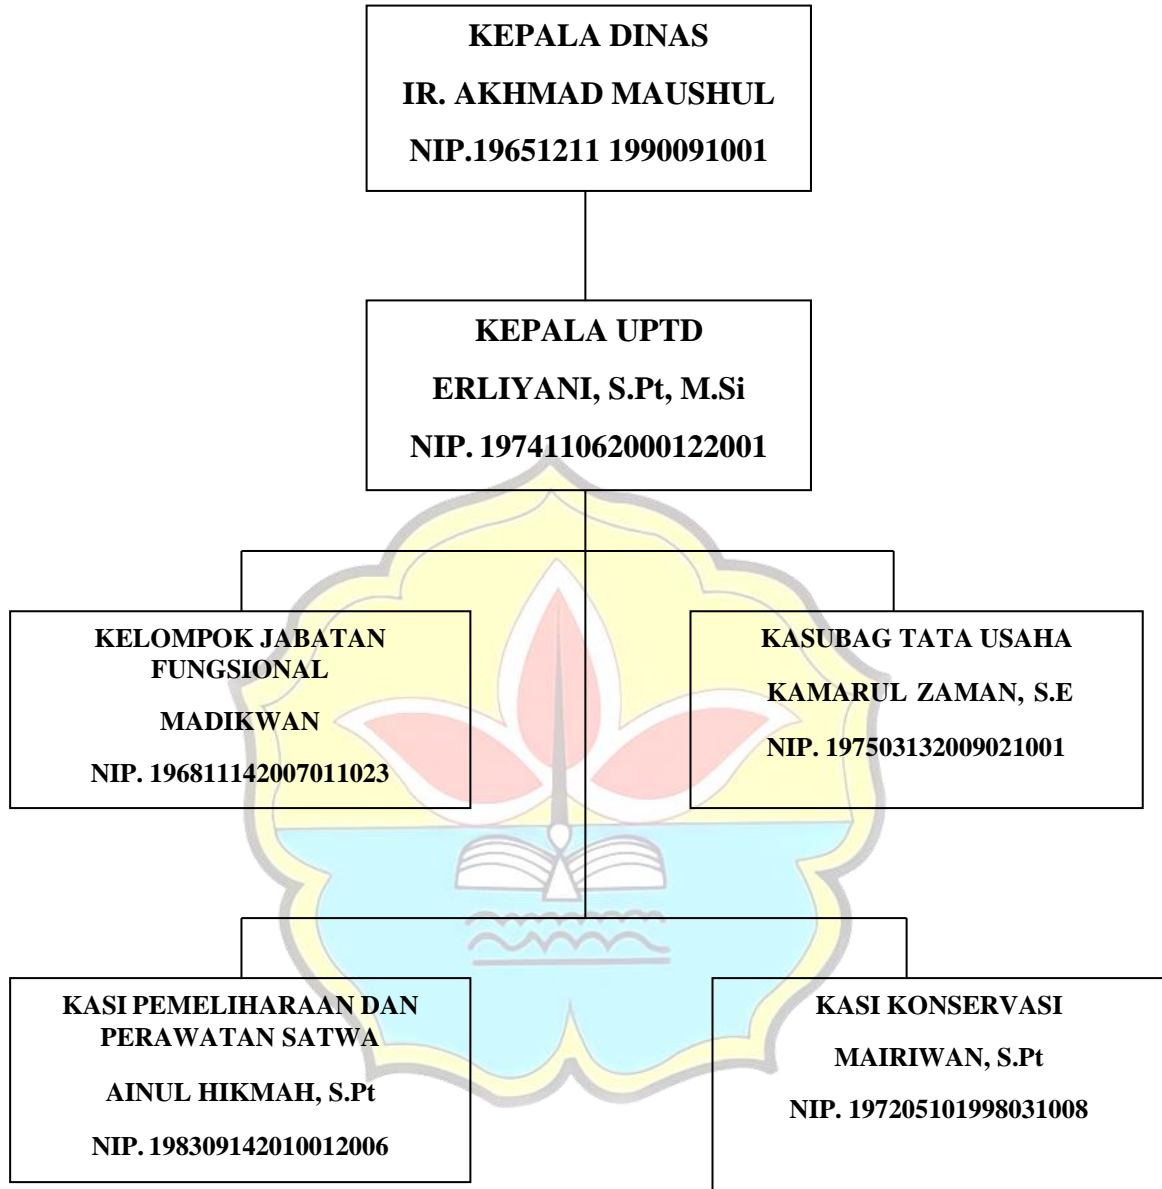 KEPALA DINAS
IR. AKHMAD MAUSHUL
NIP.19651211 1990091001
KEPALA UPTD
ERLIYANI, S.Pt, M.Si
NIP. 197411062000122001
KELOMPOK JABATAN
FUNGSIONAL
MADIKWAN
NIP. 196811142007011023
KASUBAG TATA USAHA
KAMARUL ZAMAN, S.E
NIP. 197503132009021001
KASI PEMELIHARAAN DAN
PERAWATAN SATWA
AINUL HIKMAH, S.Pt
NIP. 198309142010012006
KASI KONSERVASI
MAIRIWAN, S.Pt
NIP. 197205101998031008